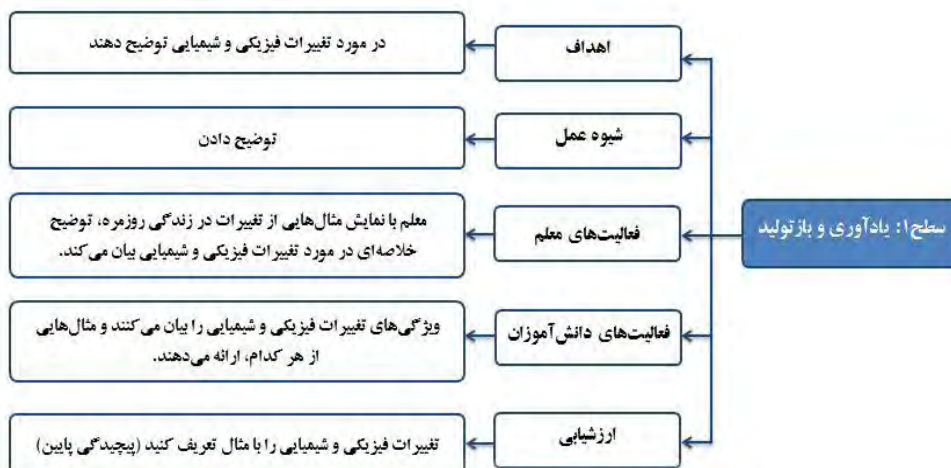 سطح۱: یادآوری و بازتولید
اهداف
در مورد تغییرات فیزیکی و شیمیایی توضیح دهند
شیوه عمل
توضیح دادن
فعالیت‌های معلم
معلم با نمایش مثال‌هایی از تغییرات در زندگی روزمره، توضیح
خلاصه‌ای در مورد تغییرات فیزیکی و شیمیایی بیان می‌کند.
فعالیت‌های دانش‌آموزان
ویژگی‌های تغییرات فیزیکی و شیمیایی را بیان می‌کنند و مثال‌هایی
از هر کدام، ارائه می‌دهند.
ارزشیابی
تغییرات فیزیکی و شیمیایی را با مثال تعریف کنید (پیچیدگی پایین)